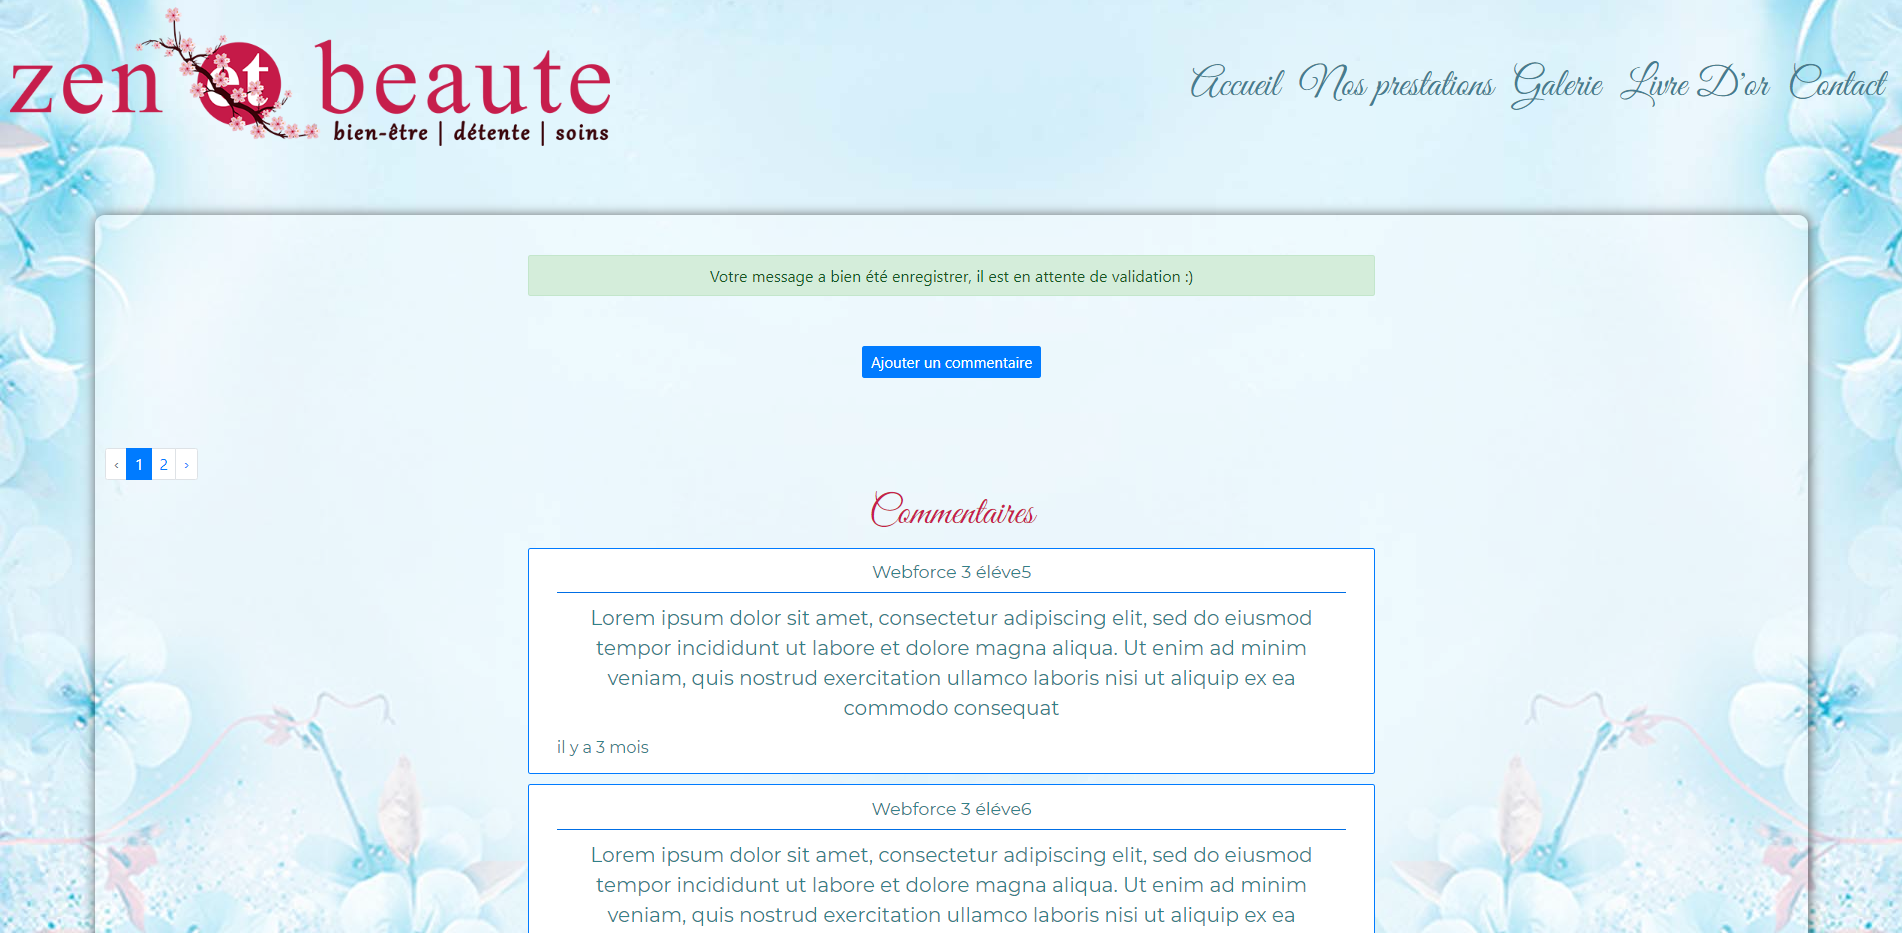 zen et beaute
bien-être | détente | soins
Accueil Nos prestations Galerie Livre D'or Contact
Votre message a bien été enregistrer, il est en attente de validation :)
Ajouter un commentaire
‹ 1 2 ›
Commentaires
Webforce 3 éléve5
Lorem ipsum dolor sit amet, consectetur adipiscing elit, sed do eiusmod
tempor incididunt ut labore et dolore magna aliqua. Ut enim ad minim
veniam, quis nostrud exercitation ullamco laboris nisi ut aliquip ex ea
commodo consequat
il y a 3 mois
Webforce 3 éléve6
Lorem ipsum dolor sit amet, consectetur adipiscing elit, sed do eiusmod
tempor incididunt ut labore et dolore magna aliqua. Ut enim ad minim
veniam, quis nostrud exercitation ullamco laboris nisi ut aliquip ex ea